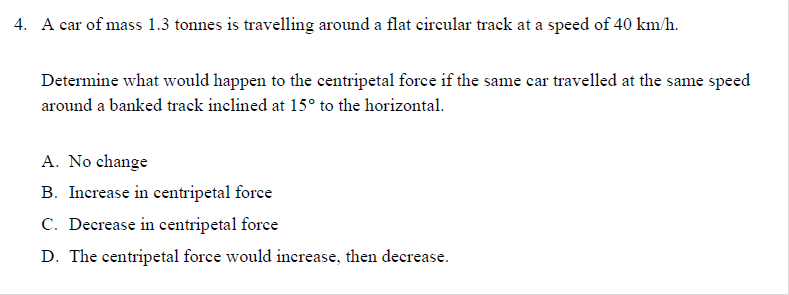 4. A car of mass 1.3 tonnes is travelling around a flat circular track at a speed of 40 km/h.
Determine what would happen to the centripetal force if the same car travelled at the same speed
around a banked track inclined at 15° to the horizontal.
A. No change
B. Increase in centripetal force
C. Decrease in centripetal force
D. The centripetal force would increase, then decrease.